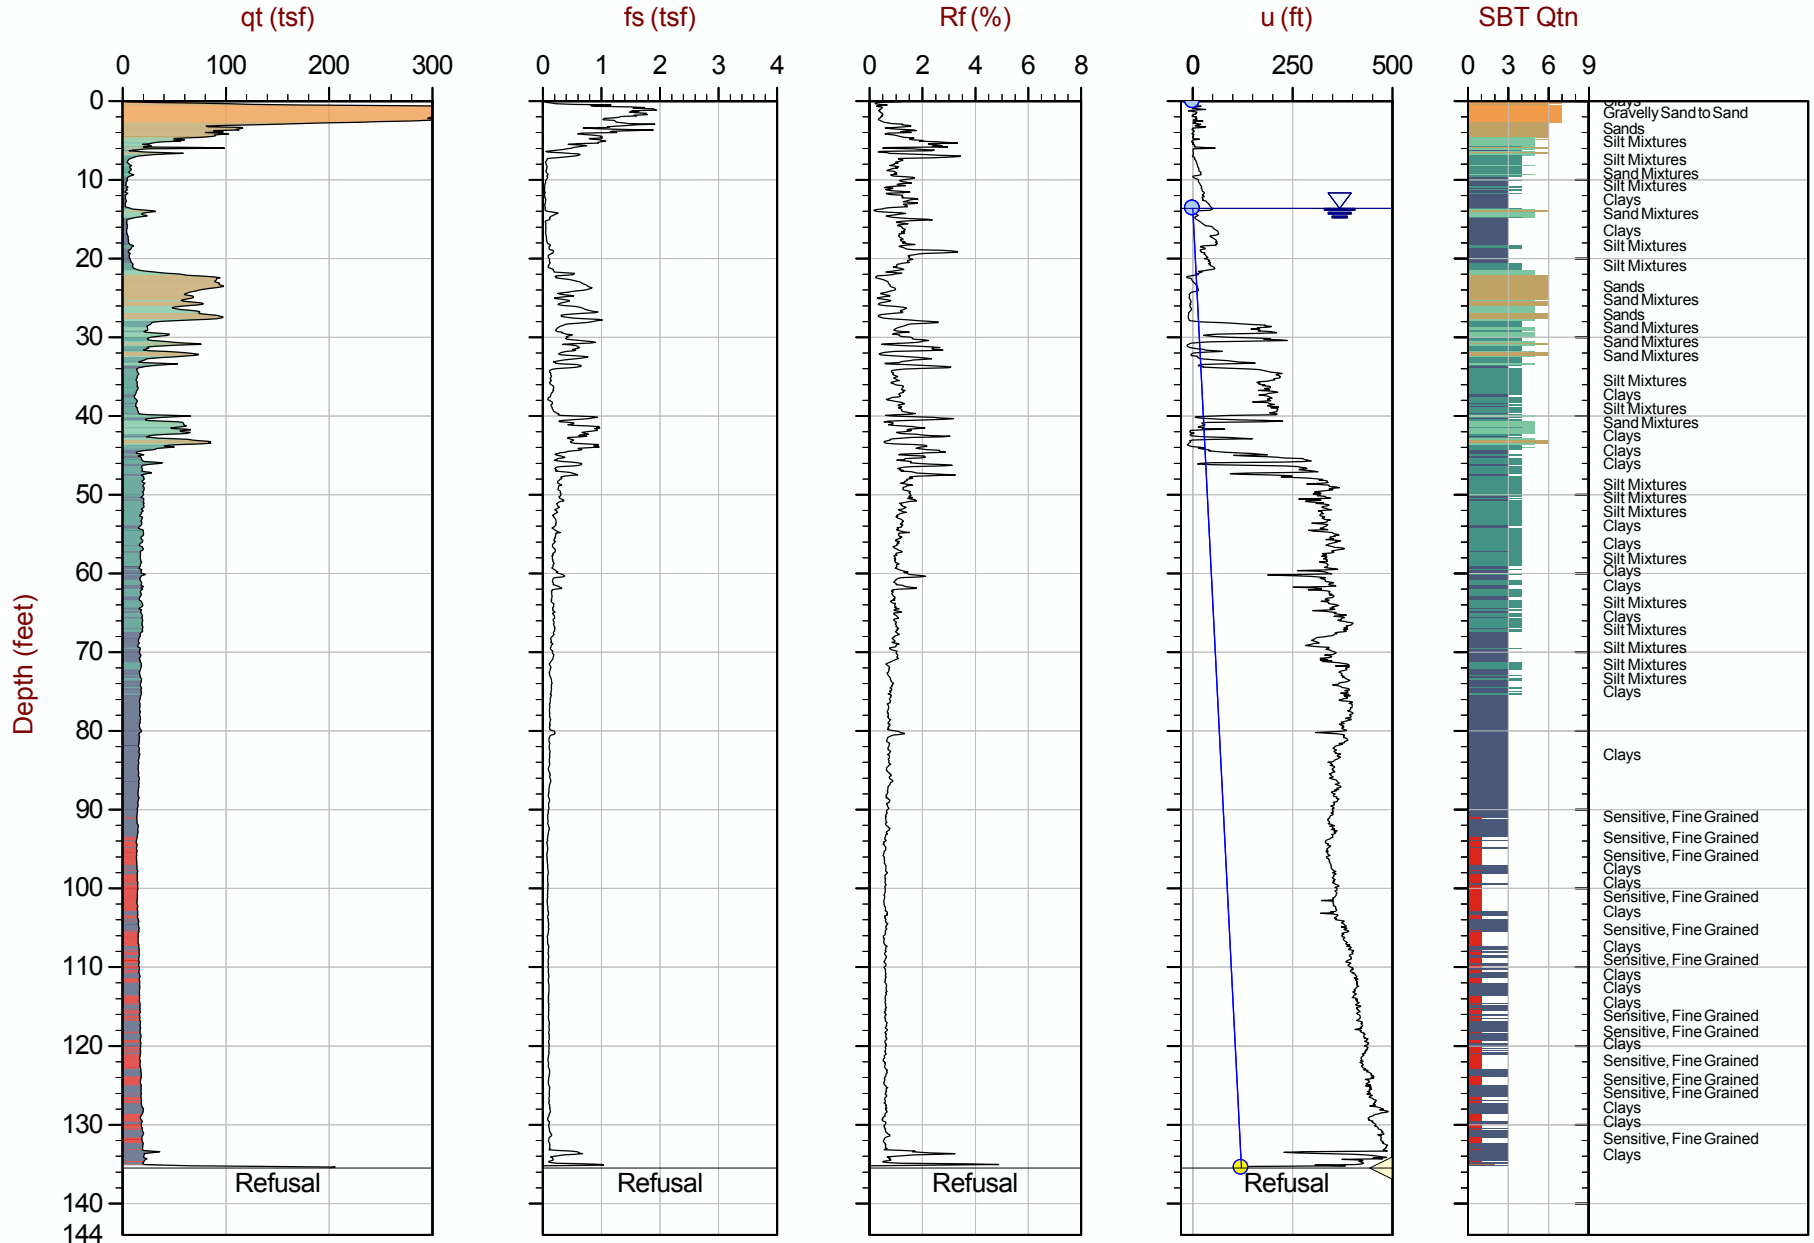 qt (tsf) fs (tsf) Rf (%) u (ft) SBT Qtn
0 100 200 300 0 1 2 3 4 0 2 4 6 8 0 250 500 0 3 6 9
0
10
20
30
40
50
60
70
80
90
100
110
120
130
140
144
Depth (feet)
Clays
Gravelly Sand to Sand
Sands
Silt Mixtures
Silt Mixtures
Sand Mixtures
Silt Mixtures
Clays
Sand Mixtures
Clays
Silt Mixtures
Silt Mixtures
Sands
Sand Mixtures
Sands
Sand Mixtures
Sand Mixtures
Sand Mixtures
Silt Mixtures
Clays
Silt Mixtures
Sand Mixtures
Clays
Clays
Clays
Silt Mixtures
Silt Mixtures
Silt Mixtures
Clays
Clays
Silt Mixtures
Clays
Clays
Silt Mixtures
Clays
Silt Mixtures
Silt Mixtures
Silt Mixtures
Silt Mixtures
Clays
Clays
Sensitive, Fine Grained
Sensitive, Fine Grained
Sensitive, Fine Grained
Clays
Clays
Sensitive, Fine Grained
Clays
Sensitive, Fine Grained
Clays
Sensitive, Fine Grained
Clays
Clays
Clays
Sensitive, Fine Grained
Sensitive, Fine Grained
Clays
Sensitive, Fine Grained
Sensitive, Fine Grained
Sensitive, Fine Grained
Clays
Clays
Sensitive, Fine Grained
Clays
Refusal Refusal Refusal Refusal